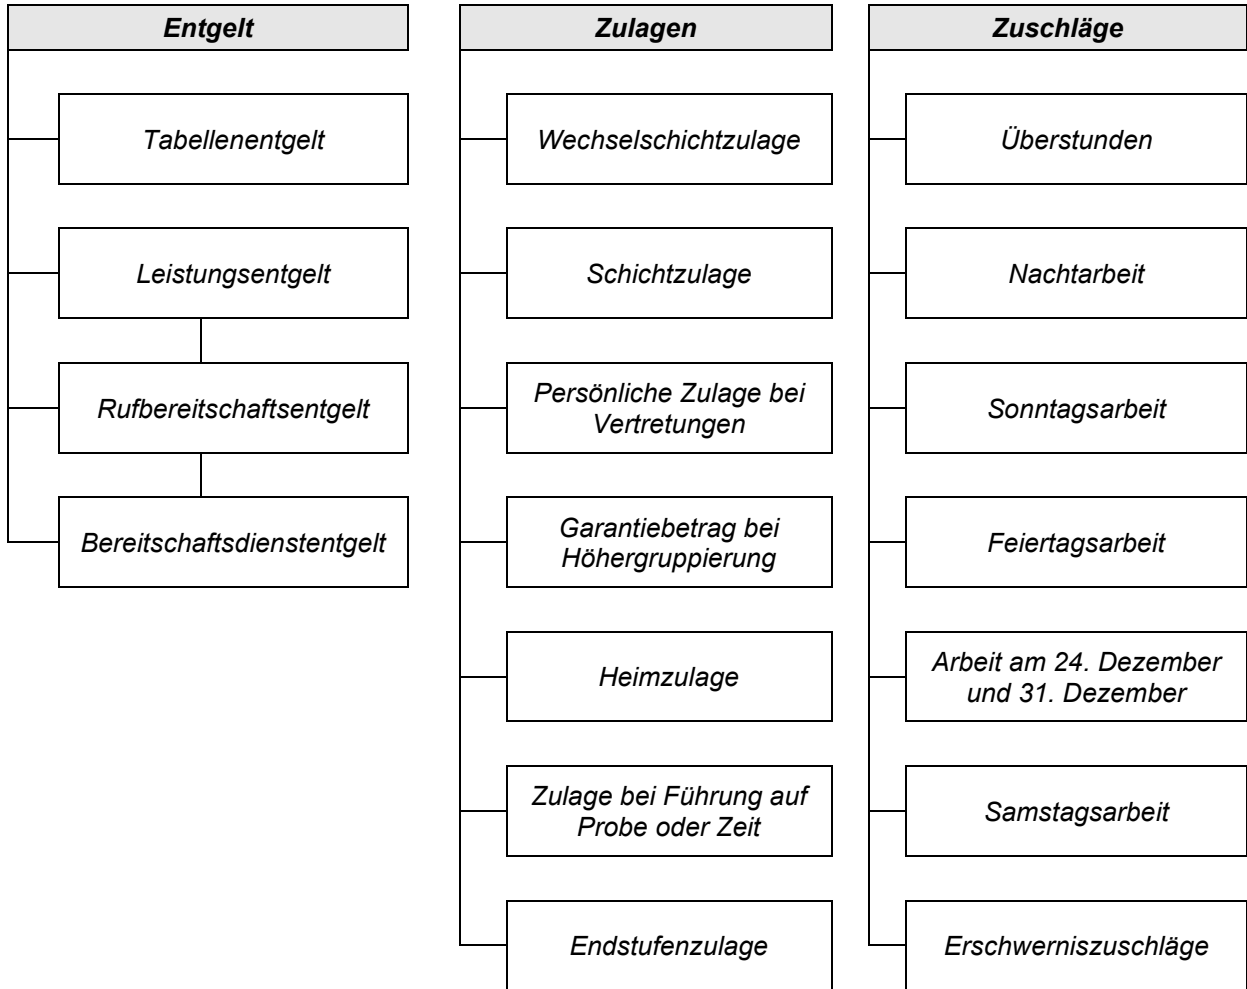 Entgelt
Tabellenentgelt
Leistungsentgelt
Rufbereitschaftsentgelt
Bereitschaftsdienstentgelt
Zulagen
Wechselschichtzulage
Schichtzulage
Persönliche Zulage bei
Vertretungen
Garantiebetrag bei
Höhergruppierung
Heimzulage
Zulage bei Führung auf
Probe oder Zeit
Endstufenzulage
Zuschläge
Überstunden
Nachtarbeit
Sonntagsarbeit
Feiertagsarbeit
Arbeit am 24. Dezember
und 31. Dezember
Samstagsarbeit
Erschwerniszuschläge